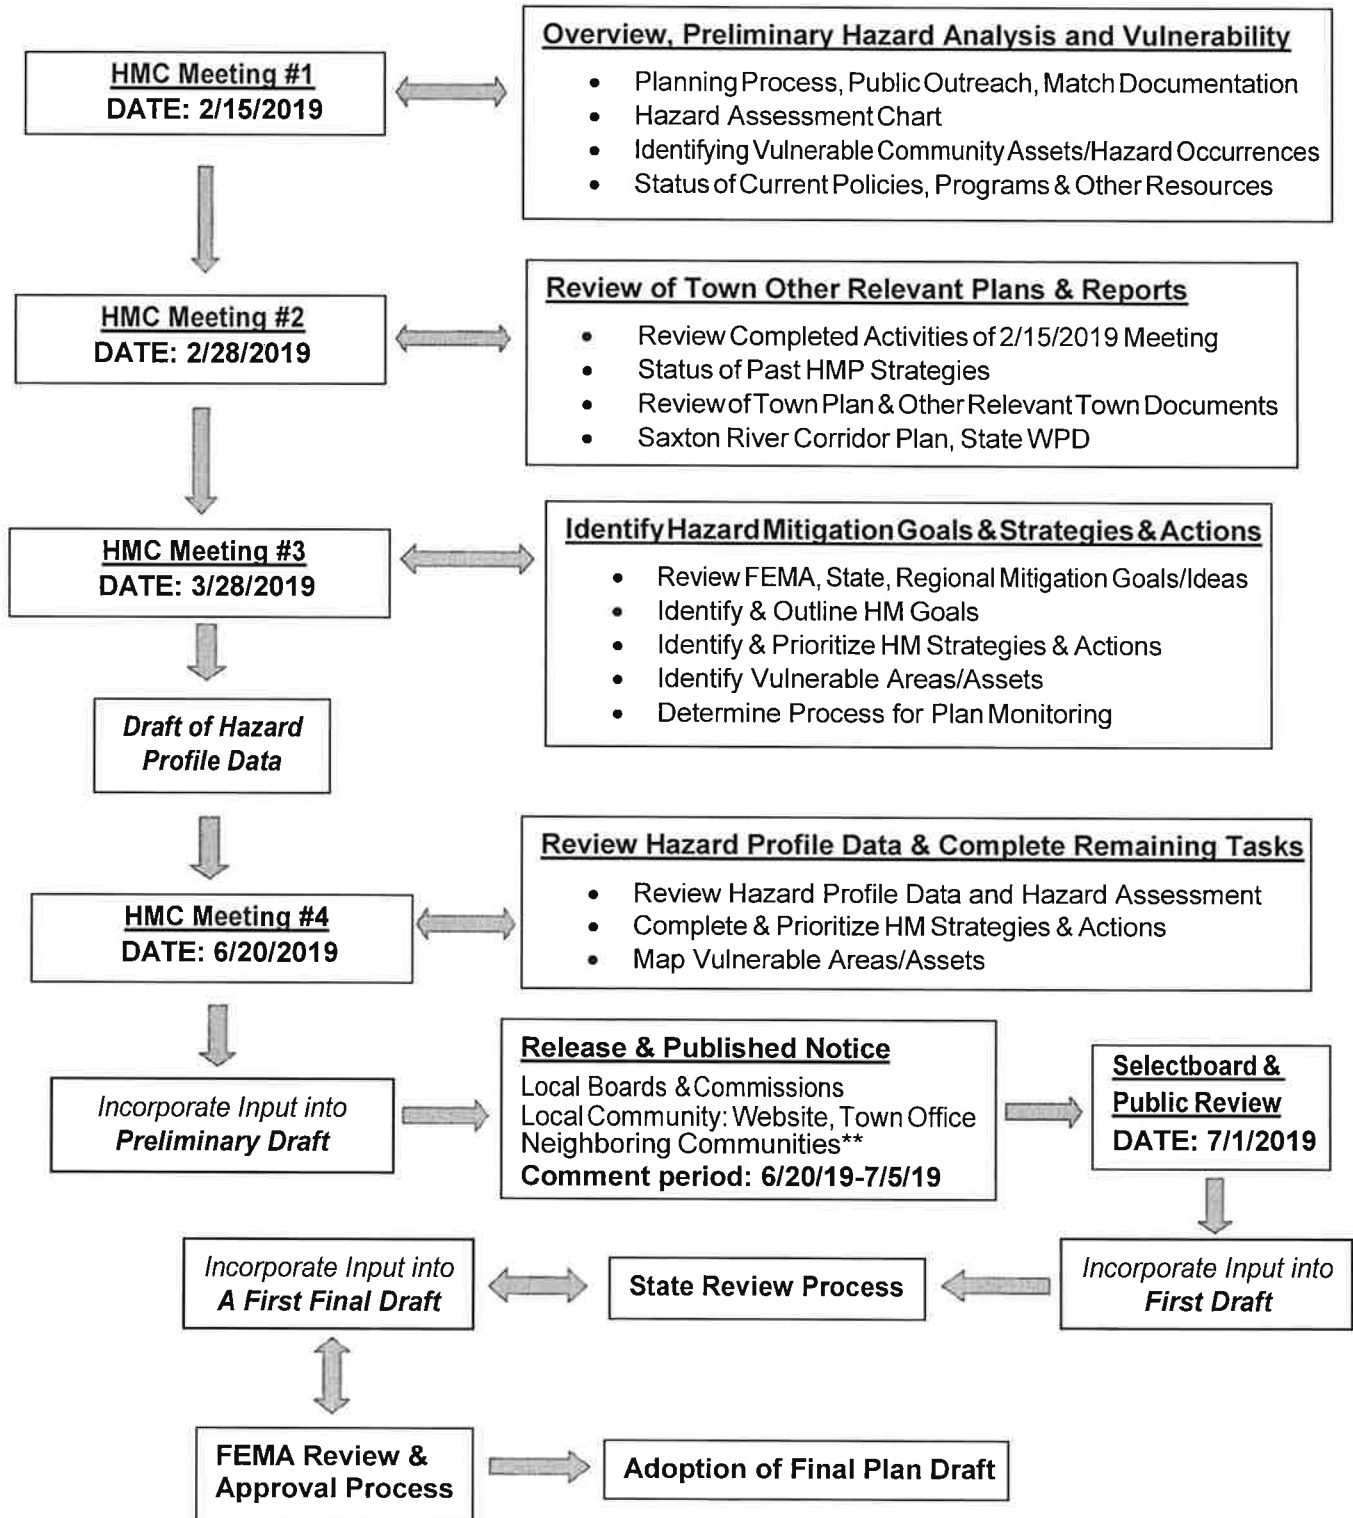 HMC Meeting #1
DATE: 2/15/2019
Overview, Preliminary Hazard Analysis and Vulnerability
• Planning Process, Public Outreach, Match Documentation
• Hazard Assessment Chart
• Identifying Vulnerable Community Assets/Hazard Occurrences
• Status of Current Policies, Programs & Other Resources
HMC Meeting #2
DATE: 2/28/2019
Review of Town Other Relevant Plans & Reports
• Review Completed Activities of 2/15/2019 Meeting
• Status of Past HMP Strategies
• Review of Town Plan & Other Relevant Town Documents
• Saxton River Corridor Plan, State WPD
HMC Meeting #3
DATE: 3/28/2019
Identify Hazard Mitigation Goals & Strategies & Actions
• Review FEMA, State, Regional Mitigation Goals/Ideas
• Identify & Outline HM Goals
• Identify & Prioritize HM Strategies & Actions
• Identify Vulnerable Areas/Assets
• Determine Process for Plan Monitoring
Draft of Hazard
Profile Data
HMC Meeting #4
DATE: 6/20/2019
Review Hazard Profile Data & Complete Remaining Tasks
• Review Hazard Profile Data and Hazard Assessment
• Complete & Prioritize HM Strategies & Actions
• Map Vulnerable Areas/Assets
Incorporate Input into
Preliminary Draft
Release & Published Notice
Local Boards & Commissions
Local Community: Website, Town Office
Neighboring Communities**
Comment period: 6/20/19-7/5/19
Selectboard &
Public Review
DATE: 7/1/2019
Incorporate Input into
First Draft
State Review Process
Incorporate Input into
A First Final Draft
FEMA Review &
Approval Process
Adoption of Final Plan Draft